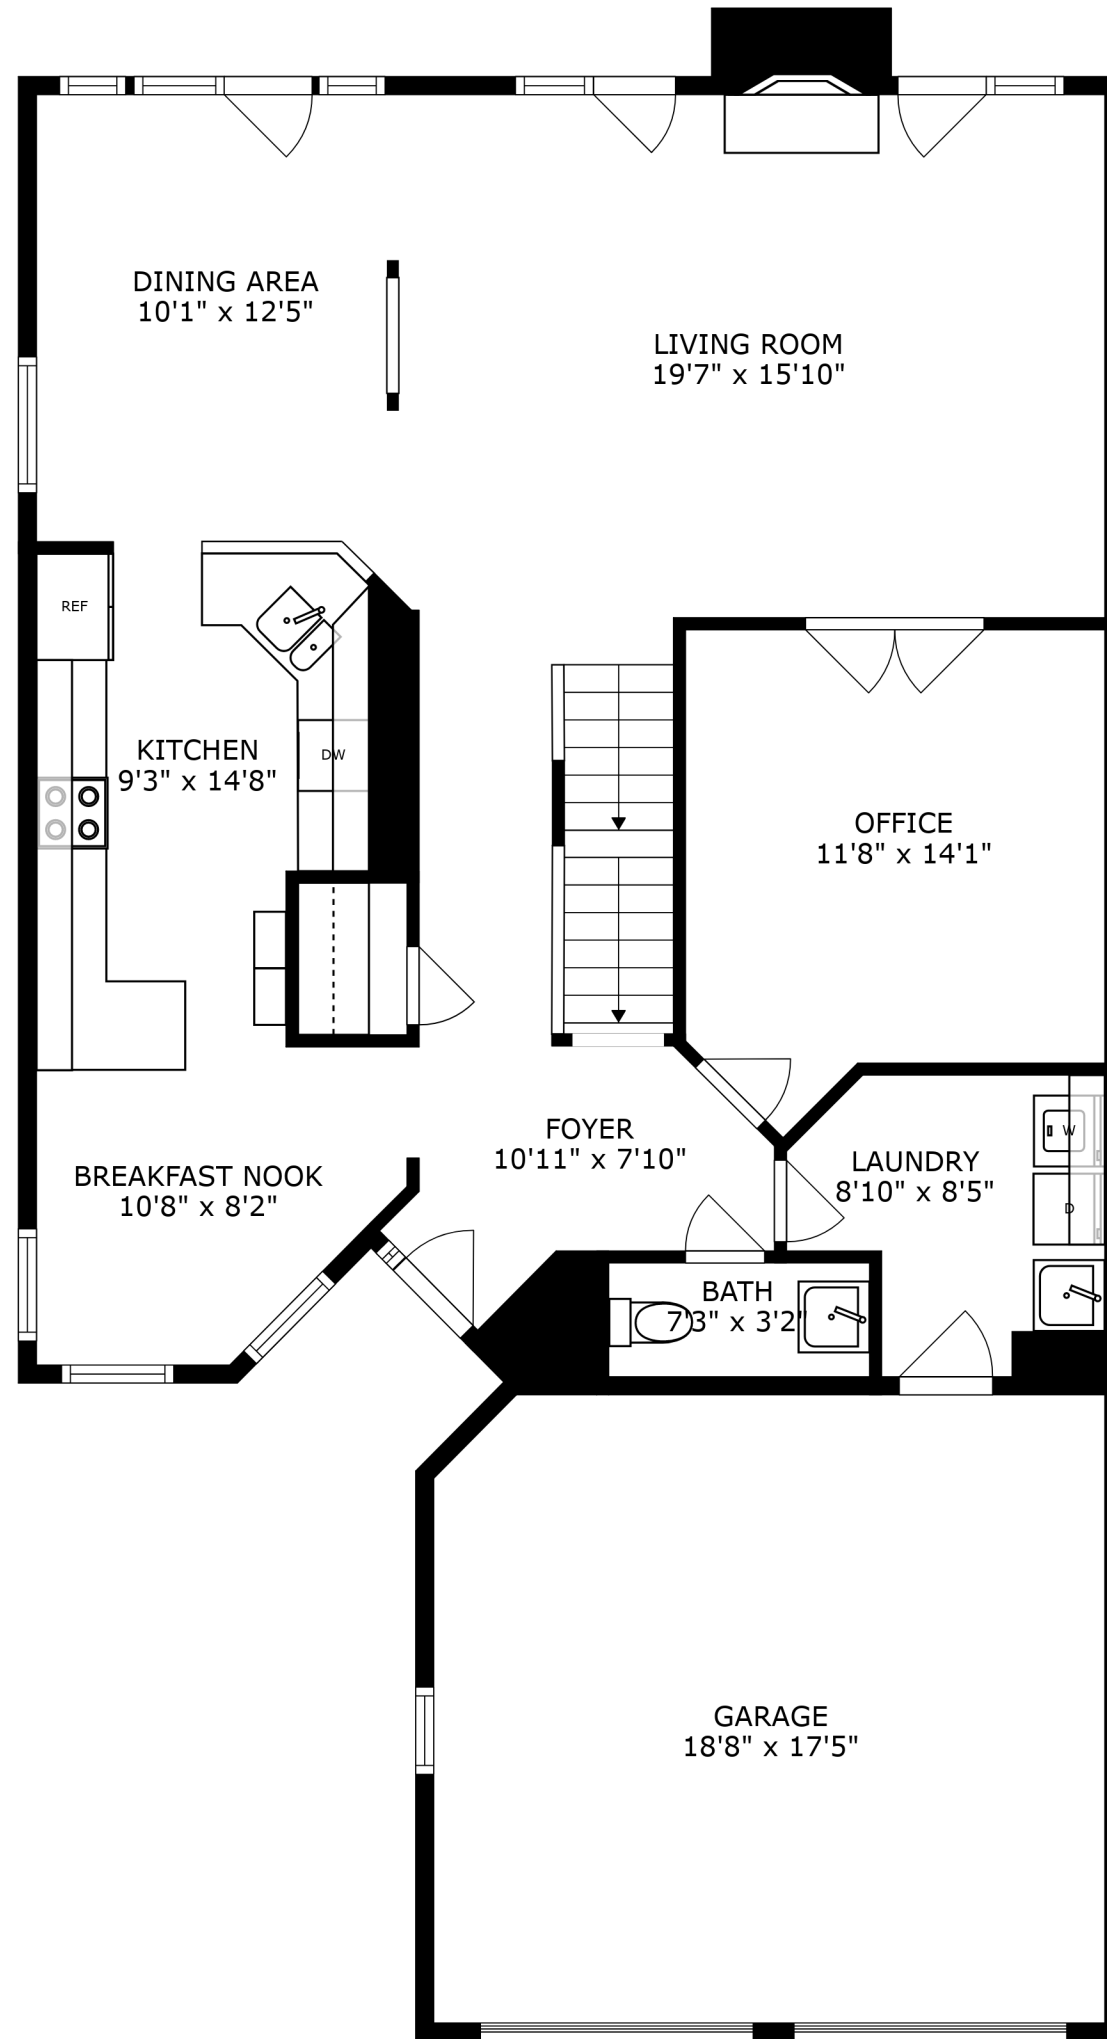 DINING AREA
10'1" x 12'5"
LIVING ROOM
19'7" x 15'10"
REF
KITCHEN
9'3" x 14'8"
DW
OFFICE
11'8" x 14'1"
FOYER
10'11" x 7'10"
W
LAUNDRY
8'10" x 8'5"
D
BREAKFAST NOOK
10'8" x 8'2"
BATH
7'3" x 3'2"
GARAGE
18'8" x 17'5"